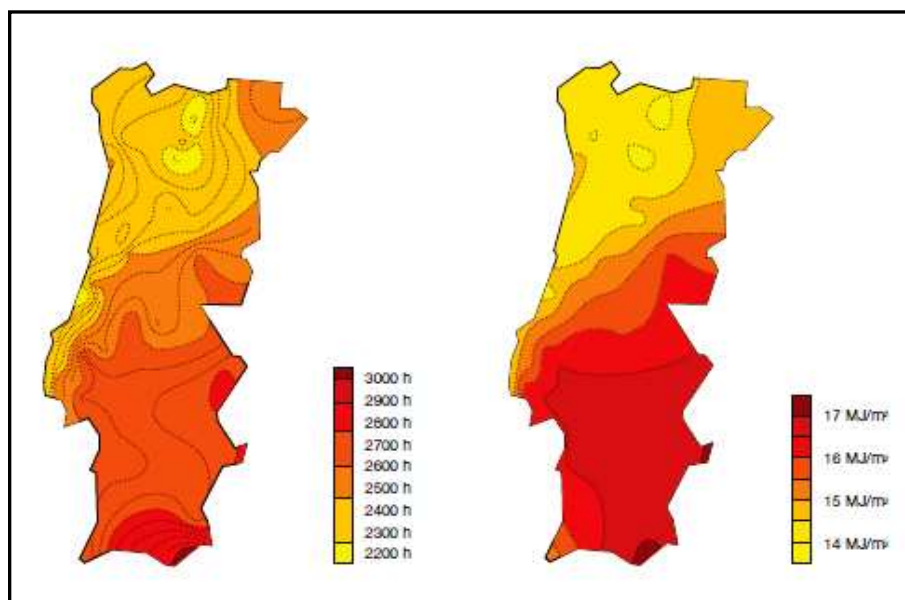 3000 h
2900 h
2800 h
2700 h
2600 h
2500 h
2400 h
2300 h
2200 h
17 MJ/m²
16 MJ/m²
15 MJ/m²
14 MJ/m²